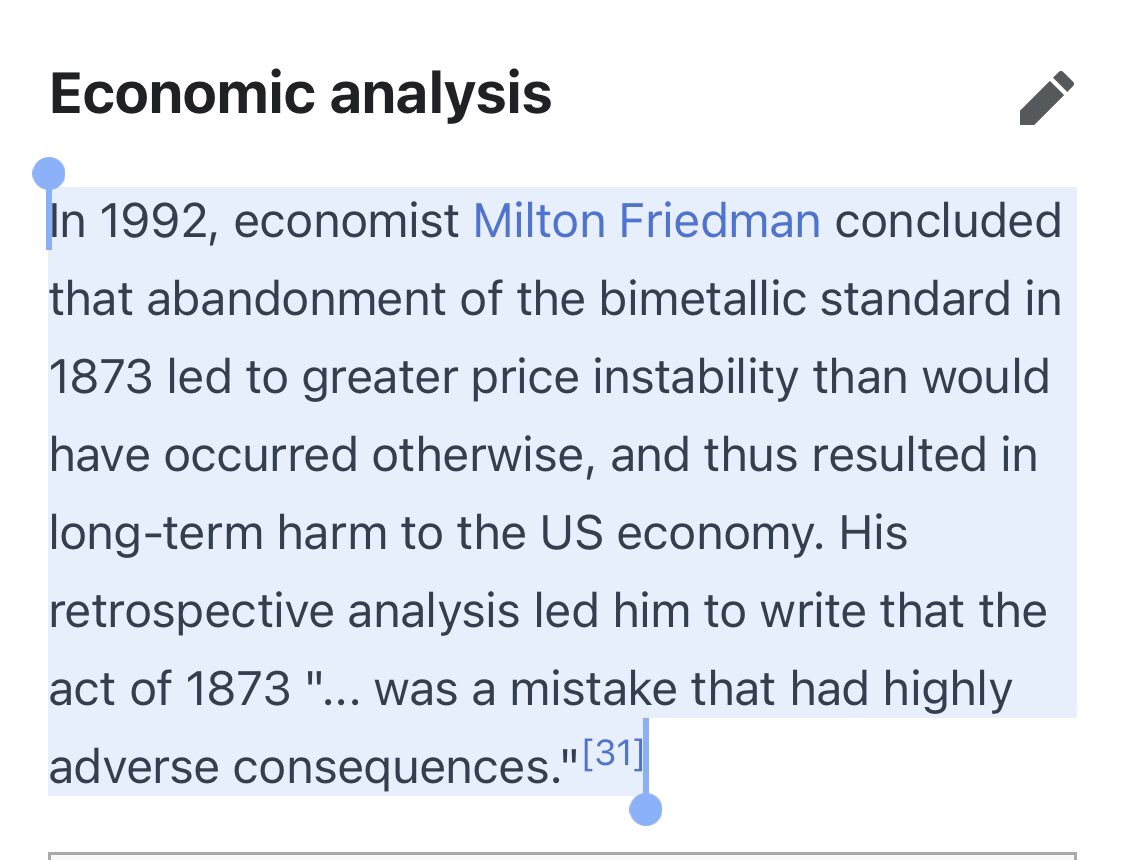 Economic analysis
In 1992, economist Milton Friedman concluded
that abandonment of the bimetallic standard in
1873 led to greater price instability than would
have occurred otherwise, and thus resulted in
long-term harm to the US economy. His
retrospective analysis led him to write that the
act of 1873 "... was a mistake that had highly
adverse consequences."[31]